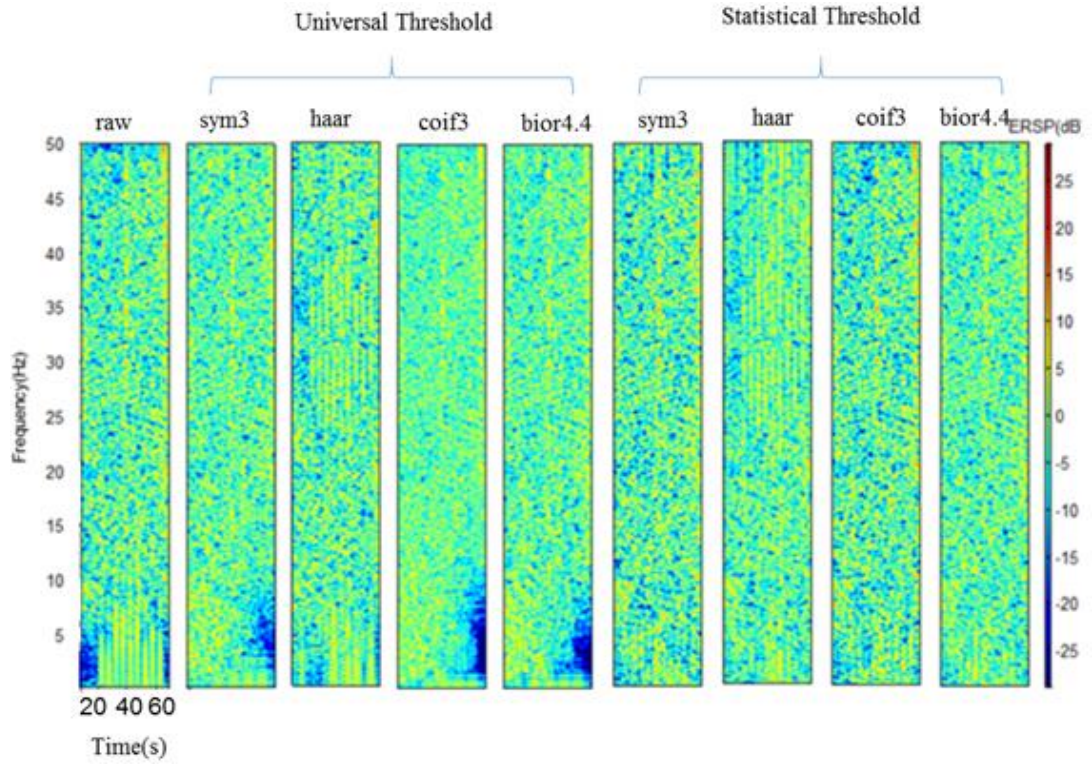 Universal Threshold
Statistical Threshold
raw
sym3
haar
coif3
bior4.4
sym3
haar
coif3
bior4.4
ERSP(dB
50
45
40
35
30
25
20
15
10
5
Frequency(Hz)
25
20
15
10
5
0
-5
-10
-15
-20
-25
20 40 60
Time(s)